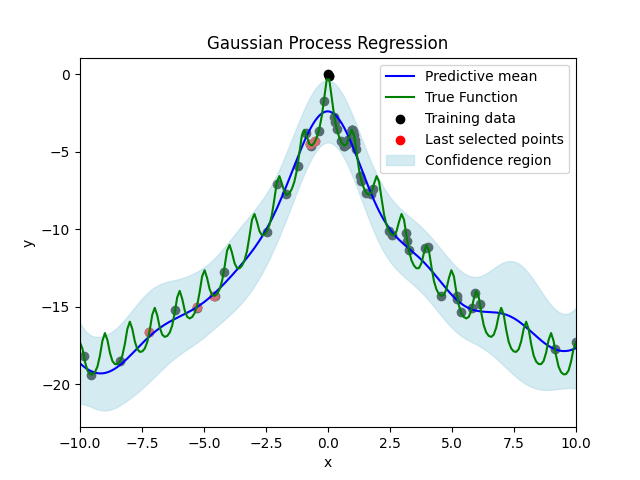 Gaussian Process Regression
Predictive mean
True Function
Training data
Last selected points
Confidence region
y
0
−5
−10
−15
−20
−10.0 −7.5 −5.0 −2.5 0.0 2.5 5.0 7.5 10.0
x